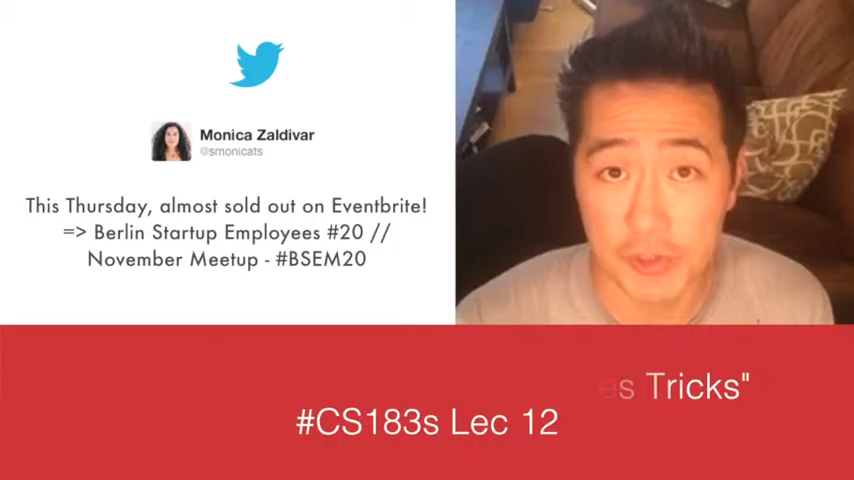 Monica Zaldivar
@smonicats
This Thursday, almost sold out on Eventbrite!
=> Berlin Startup Employees #20 //
November Meetup - #BSEM20
es Tricks"
#CS183s Lec 12